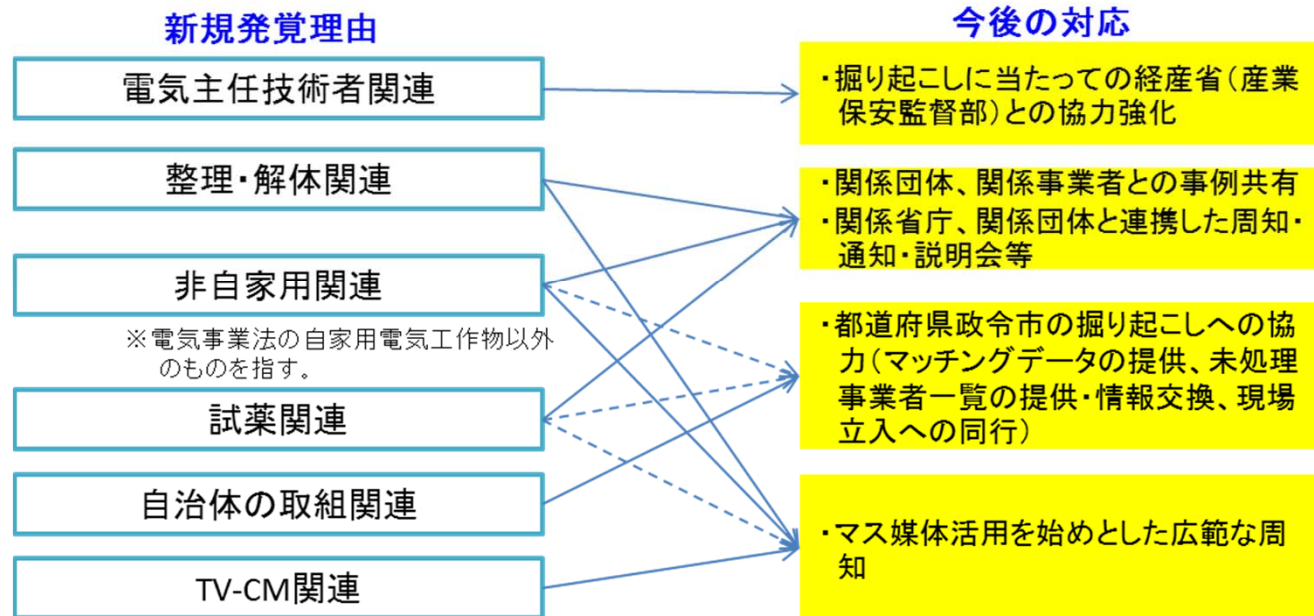 新規発覚理由
電気主任技術者関連
整理・解体関連
非自家用関連
※電気事業法の自家用電気工作物以外
のものを指す。
試薬関連
自治体の取組関連
TV-CM関連
今後の対応
・掘り起こしに当たっての経産省（産業
保安監督部）との協力強化
・関係団体、関係事業者との事例共有
・関係省庁、関係団体と連携した周知・
通知・説明会等
・都道府県政令市の掘り起こしへの協
力（マッチングデータの提供、未処理
事業者一覧の提供・情報交換、現場
立入への同行）
・マス媒体活用を始めとした広範な周
知